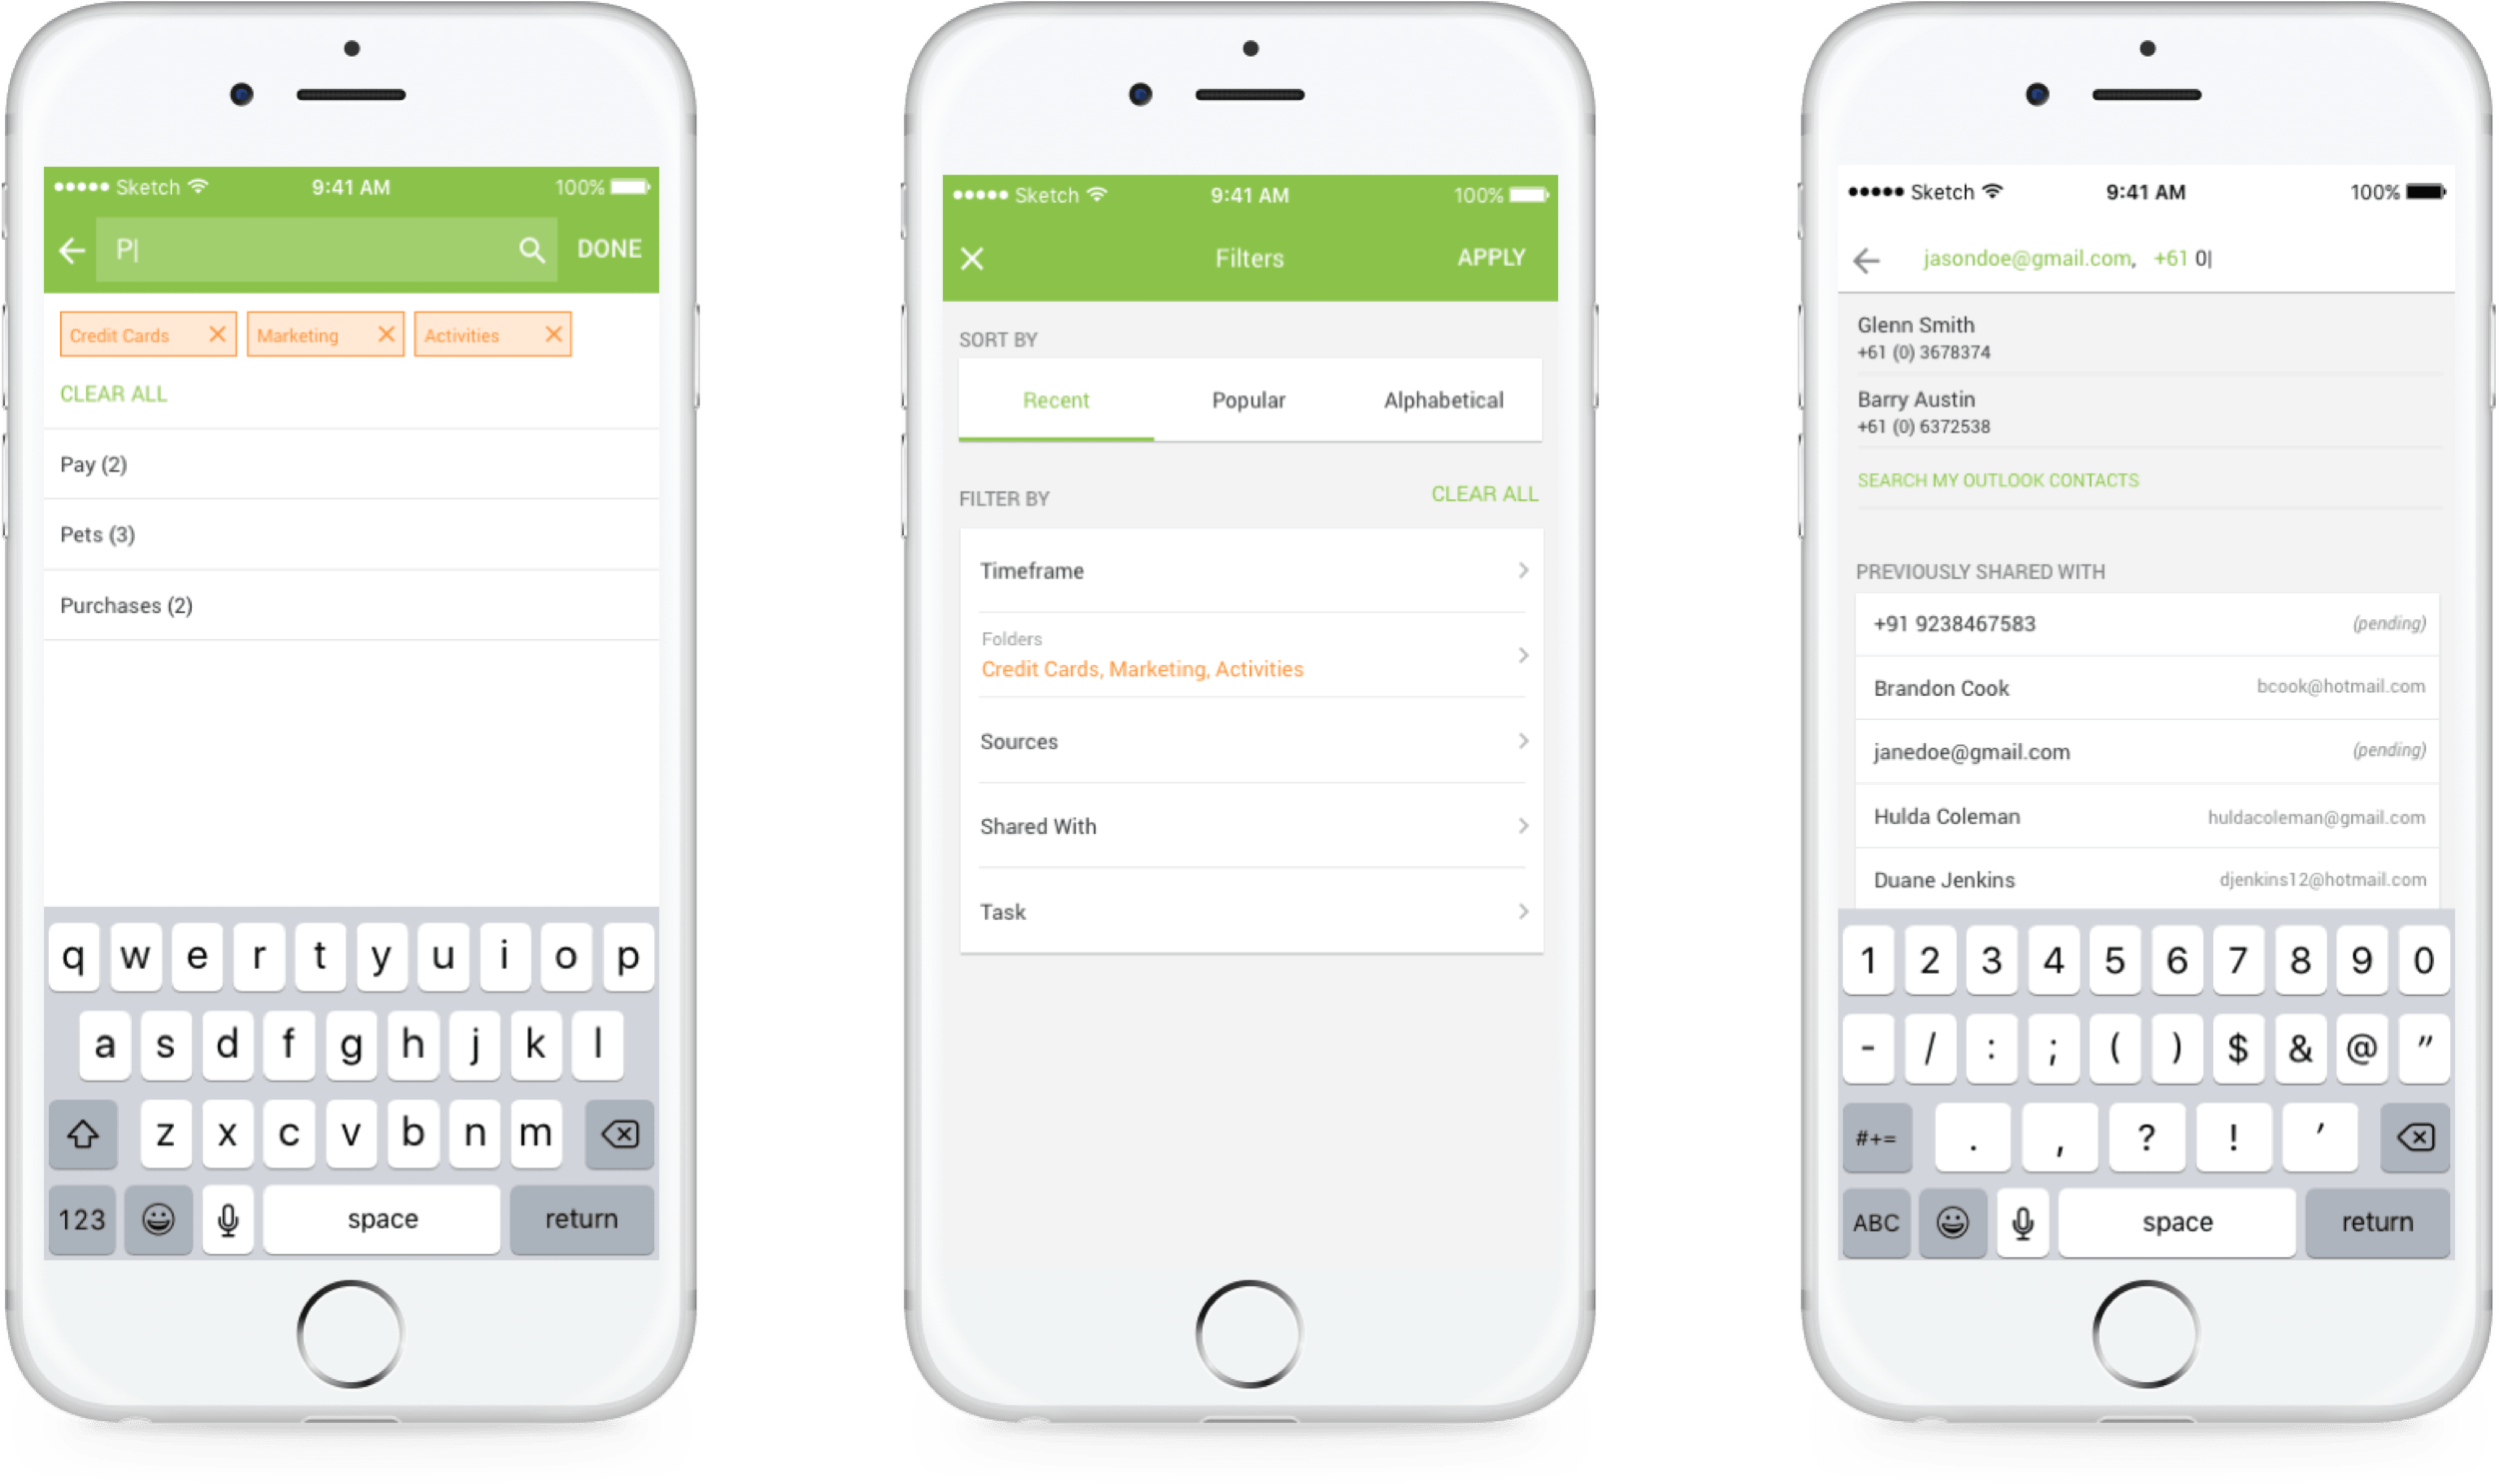 Sketch 9:41 AM 100%
P DONE
Credit Cards Marketing Activities
CLEAR ALL
Pay (2)
Pets (3)
Purchases (2)
q w e r t y u i o p
a s d f g h j k l
z x c v b n m
123 space return
Sketch 9:41 AM 100%
Filters APPLY
SORT BY
Recent Popular Alphabetical
FILTER BY CLEAR ALL
Timeframe
Folders
Credit Cards, Marketing, Activities
Sources
Shared With
Task
Sketch 9:41 AM 100%
jasondoe@gmail.com, +61 0
Glenn Smith
+61 (0) 3678374
Barry Austin
+61 (0) 6372538
SEARCH MY OUTLOOK CONTACTS
PREVIOUSLY SHARED WITH
+91 9238467583 (pending)
Brandon Cook bcook@hotmail.com
janedoe@gmail.com (pending)
Hulda Coleman huldacoleman@gmail.com
Duane Jenkins djenkins12@hotmail.com
1 2 3 4 5 6 7 8 9 0
- / : ; ( ) $ & @ "
#+= . , ? ! '
ABC space return